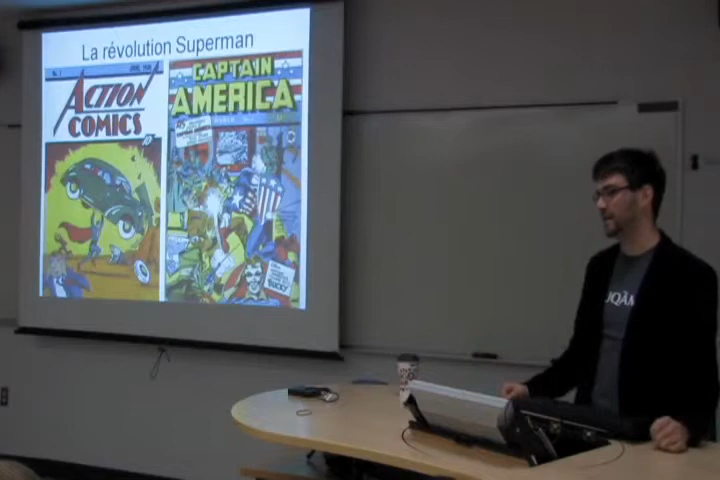 La révolution Superman
ACTION
COMICS
CAPTAIN
AMERICA
BUCKY
UQÀM